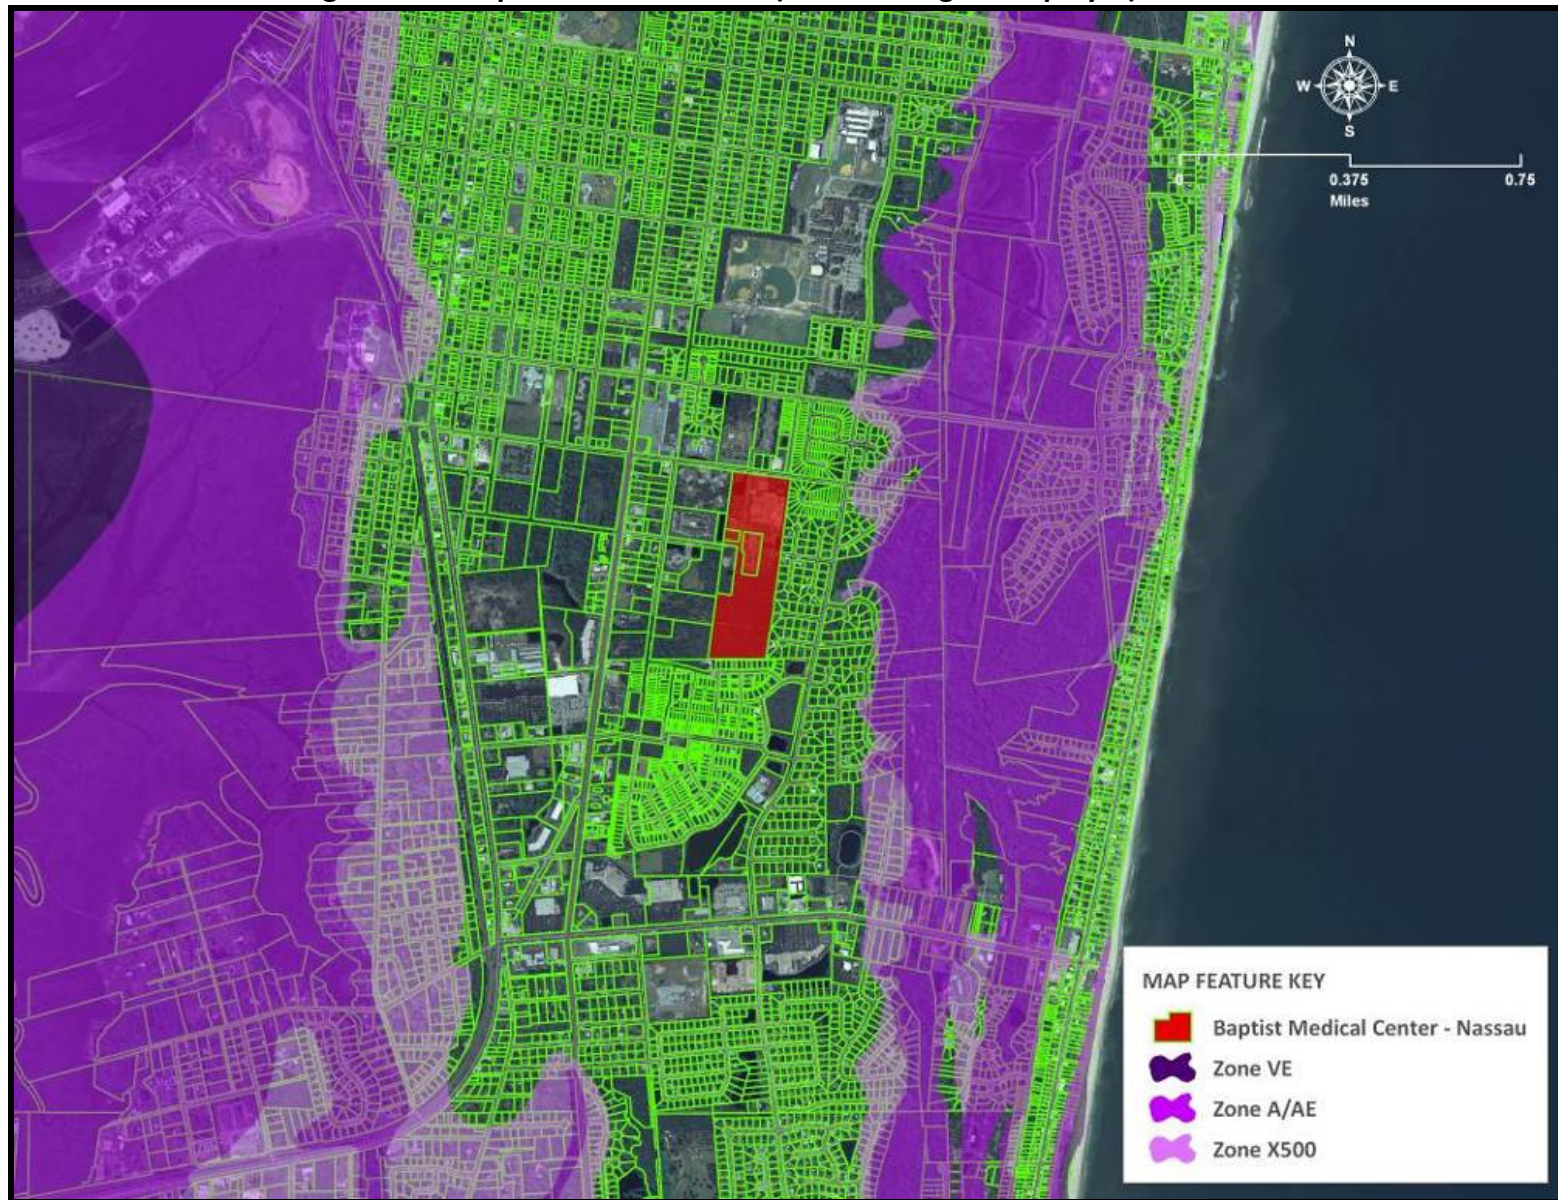 N
W E
S
0 0.375 0.75
Miles
MAP FEATURE KEY
Baptist Medical Center - Nassau
Zone VE
Zone A/AE
Zone X500